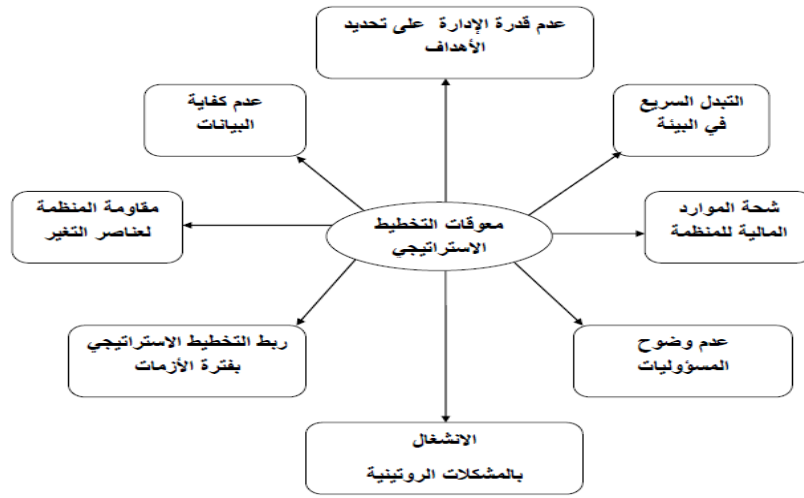 عدم قدرة الإدارة على تحديد
الأهداف
التبدل السريع
في البيئة
عدم كفاية
البيانات
شحة الموارد
المالية للمنظمة
معوقات التخطيط
الاستراتيجي
مقاومة المنظمة
لعناصر التغير
عدم وضوح
المسؤوليات
ربط التخطيط الاستراتيجي
بفترة الأزمات
الانشغال
بالمشكلات الروتينية